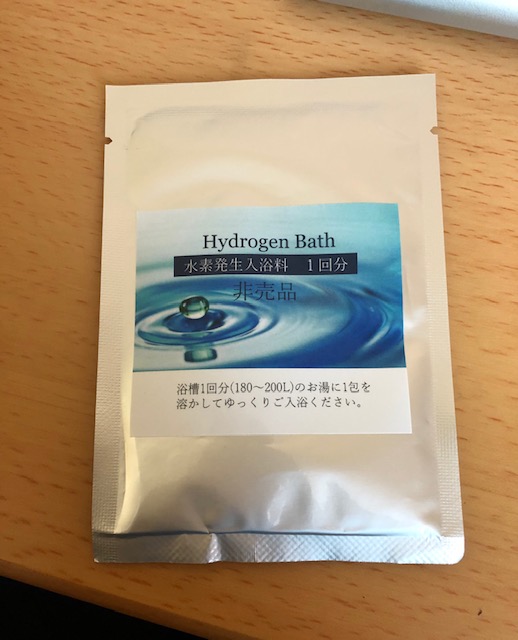 Hydrogen Bath
水素発生入浴料　1回分
非売品
浴槽1回分(180～200L)のお湯に1包を
溶かしてゆっくりご入浴ください。